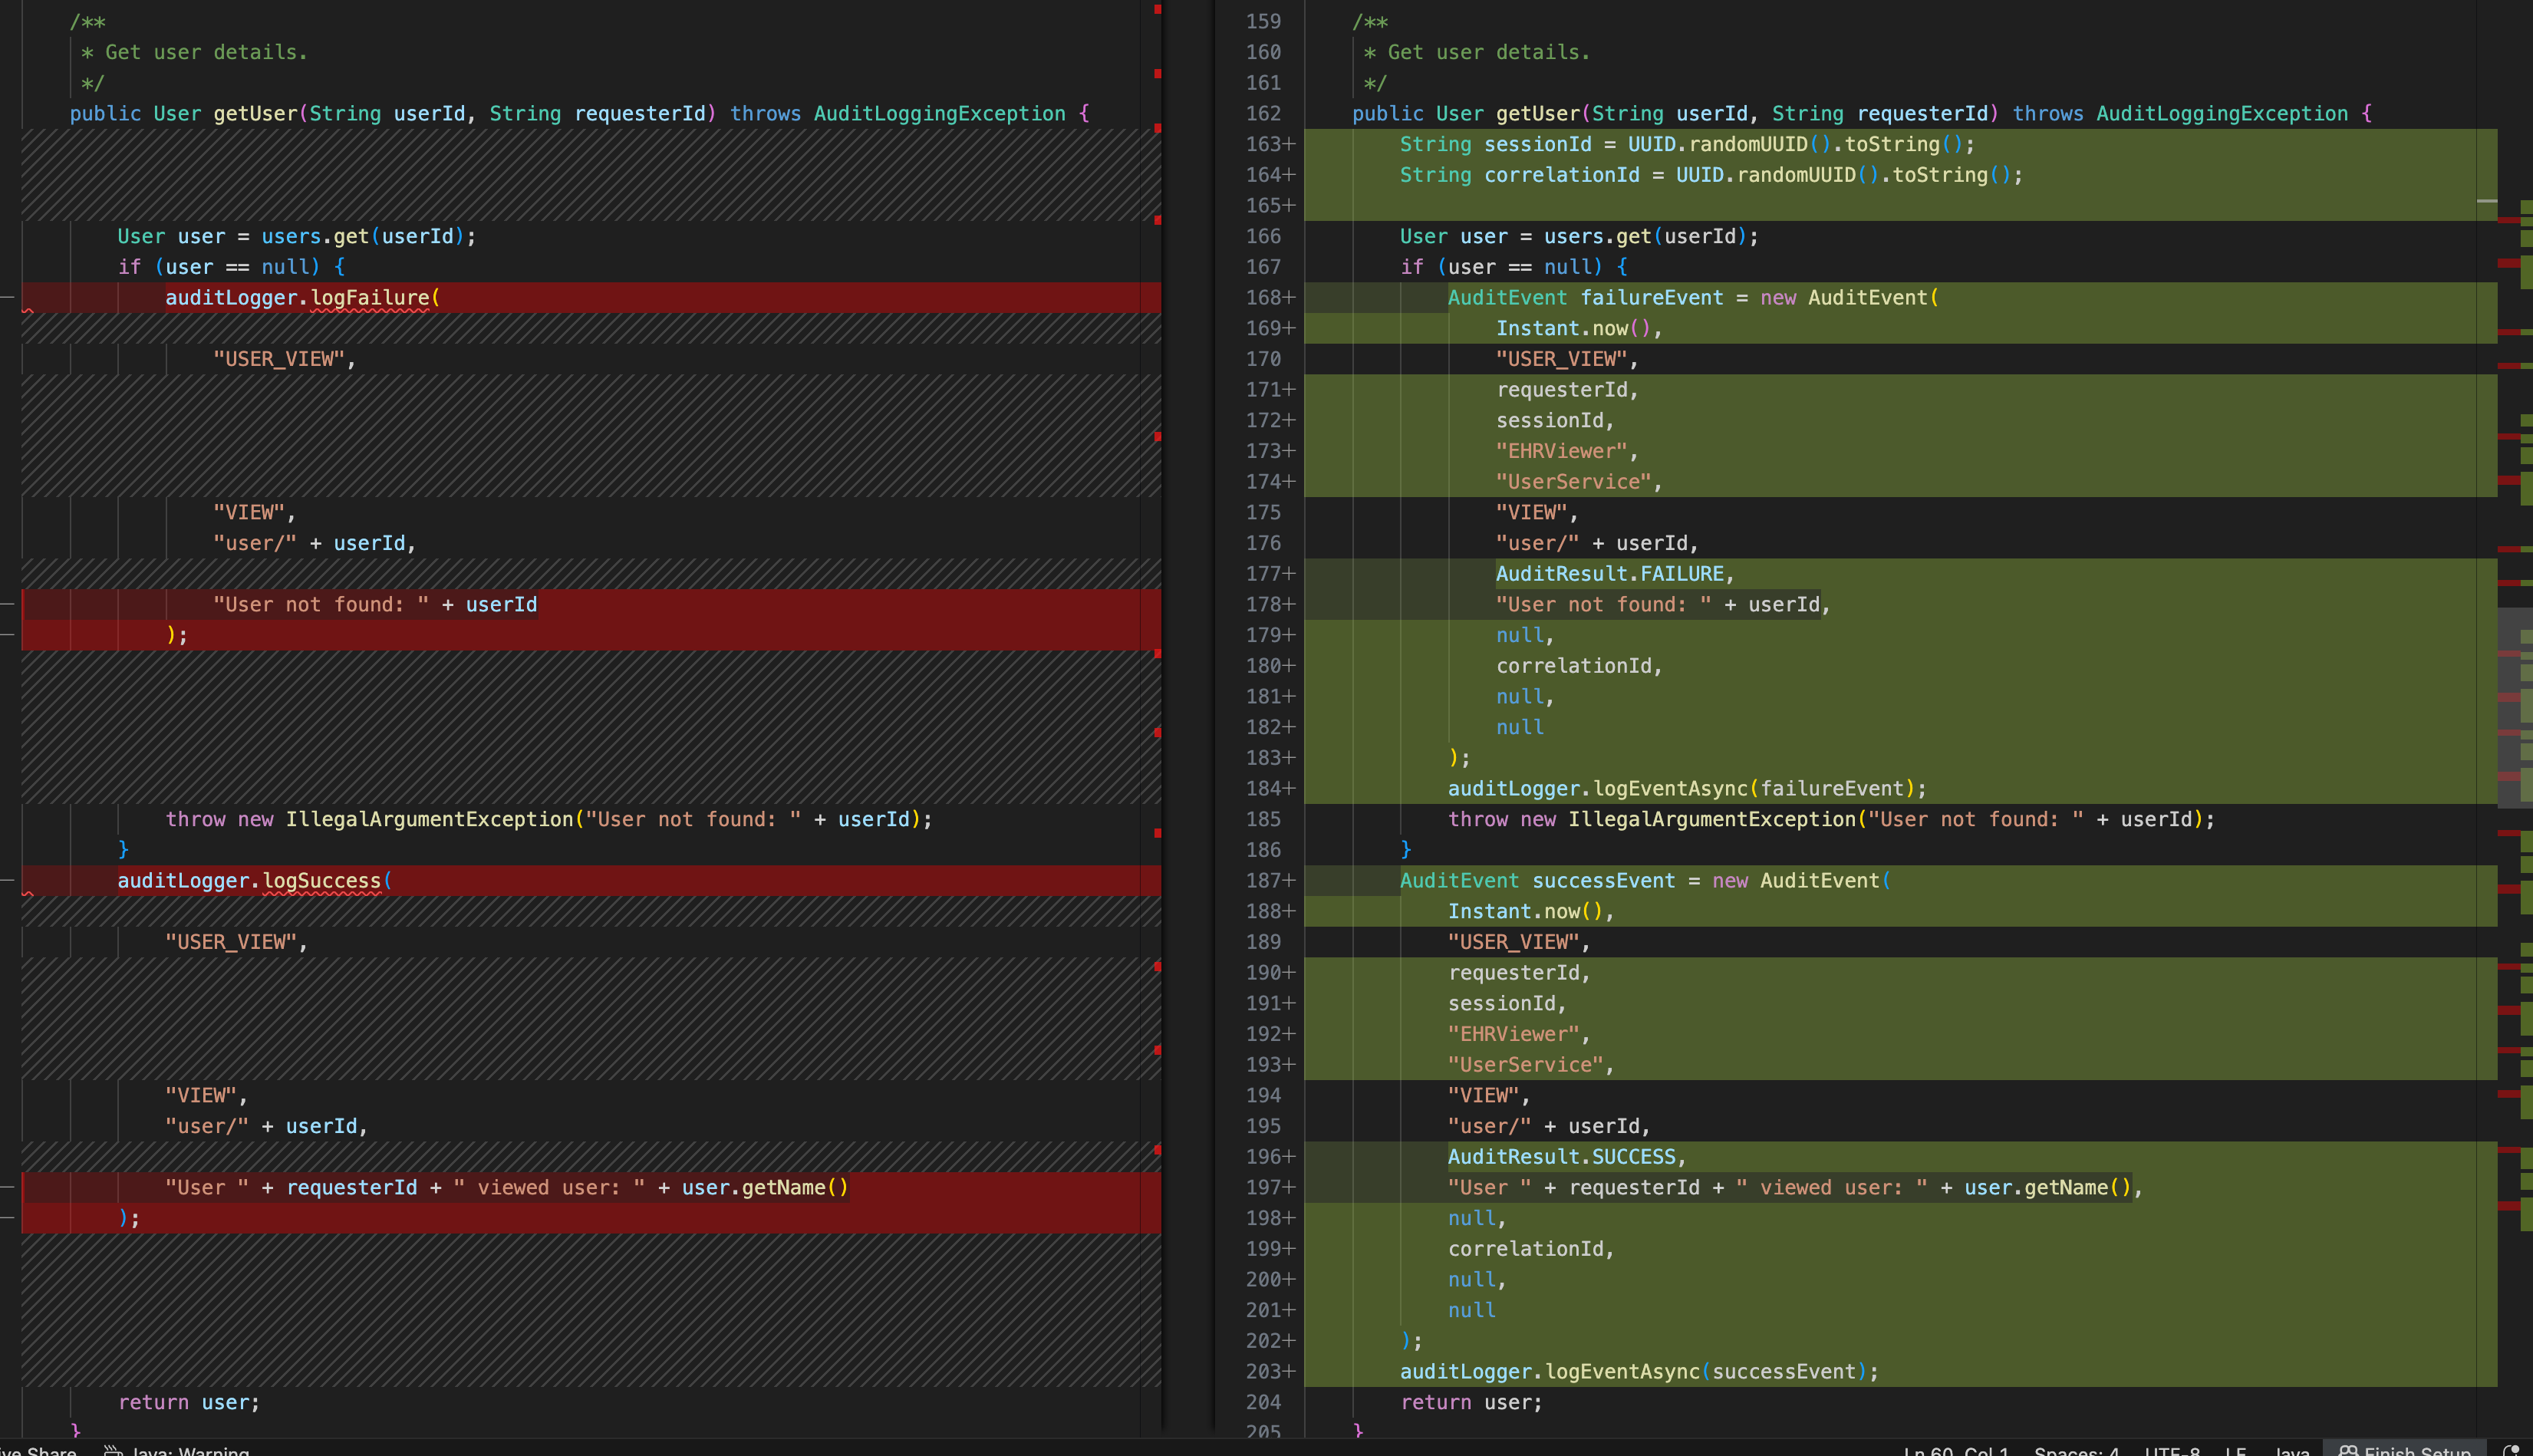 /**
* Get user details.
*/
public User getUser(String userId, String requesterId) throws AuditLoggingException {
User user = users.get(userId);
if (user == null) {
auditLogger.logFailure(
"USER_VIEW",
"VIEW",
"user/" + userId,
"User not found: " + userId
);
throw new IllegalArgumentException("User not found: " + userId);
}
auditLogger.logSuccess(
"USER_VIEW",
"VIEW",
"user/" + userId,
"User " + requesterId + " viewed user: " + user.getName()
);
return user;
}
159 /**
160 * Get user details.
161 */
162 public User getUser(String userId, String requesterId) throws AuditLoggingException {
163+ String sessionId = UUID.randomUUID().toString();
164+ String correlationId = UUID.randomUUID().toString();
165+
166 User user = users.get(userId);
167 if (user == null) {
168+ AuditEvent failureEvent = new AuditEvent(
169+ Instant.now(),
170 "USER_VIEW",
171+ requesterId,
172+ sessionId,
173+ "EHRViewer",
174+ "UserService",
175 "VIEW",
176 "user/" + userId,
177+ AuditResult.FAILURE,
178+ "User not found: " + userId,
179+ null,
180+ correlationId,
181+ null,
182+ null
183+ );
184+ auditLogger.logEventAsync(failureEvent);
185 throw new IllegalArgumentException("User not found: " + userId);
186 }
187+ AuditEvent successEvent = new AuditEvent(
188+ Instant.now(),
189 "USER_VIEW",
190+ requesterId,
191+ sessionId,
192+ "EHRViewer",
193+ "UserService",
194 "VIEW",
195 "user/" + userId,
196+ AuditResult.SUCCESS,
197+ "User " + requesterId + " viewed user: " + user.getName(),
198+ null,
199+ correlationId,
200+ null,
201+ null
202+ );
203+ auditLogger.logEventAsync(successEvent);
204 return user;
205 }
ive Share Java: Warning Ln 60, Col 1 Spaces: 4 UTF-8 LF Java Finish Setup